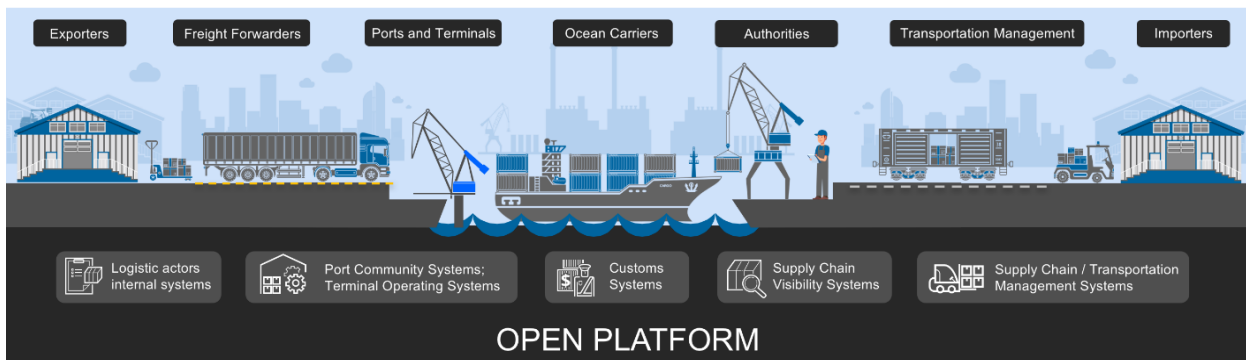 Exporters
Freight Forwarders
Ports and Terminals
Ocean Carriers
Authorities
Transportation Management
Importers
Logistic actors
internal systems
Port Community Systems;
Terminal Operating Systems
Customs
Systems
Supply Chain
Visibility Systems
Supply Chain / Transportation
Management Systems
OPEN PLATFORM